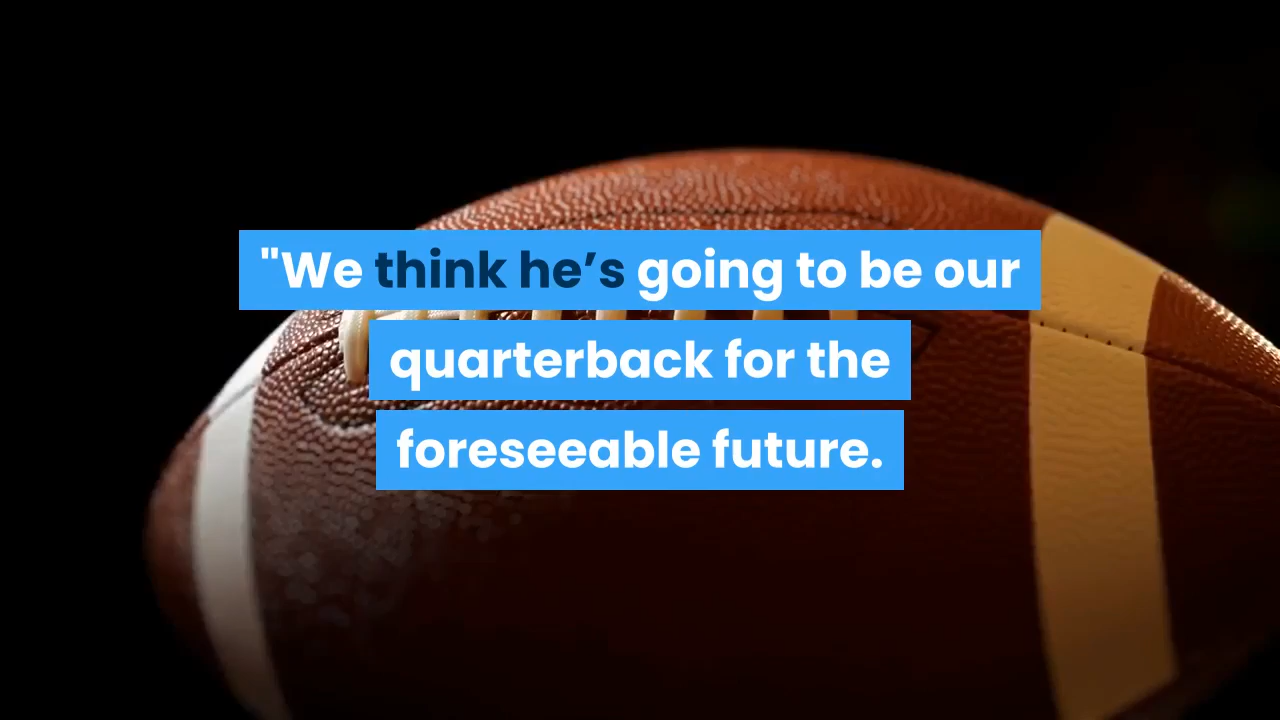 "We think he’s going to be our
quarterback for the
foreseeable future.